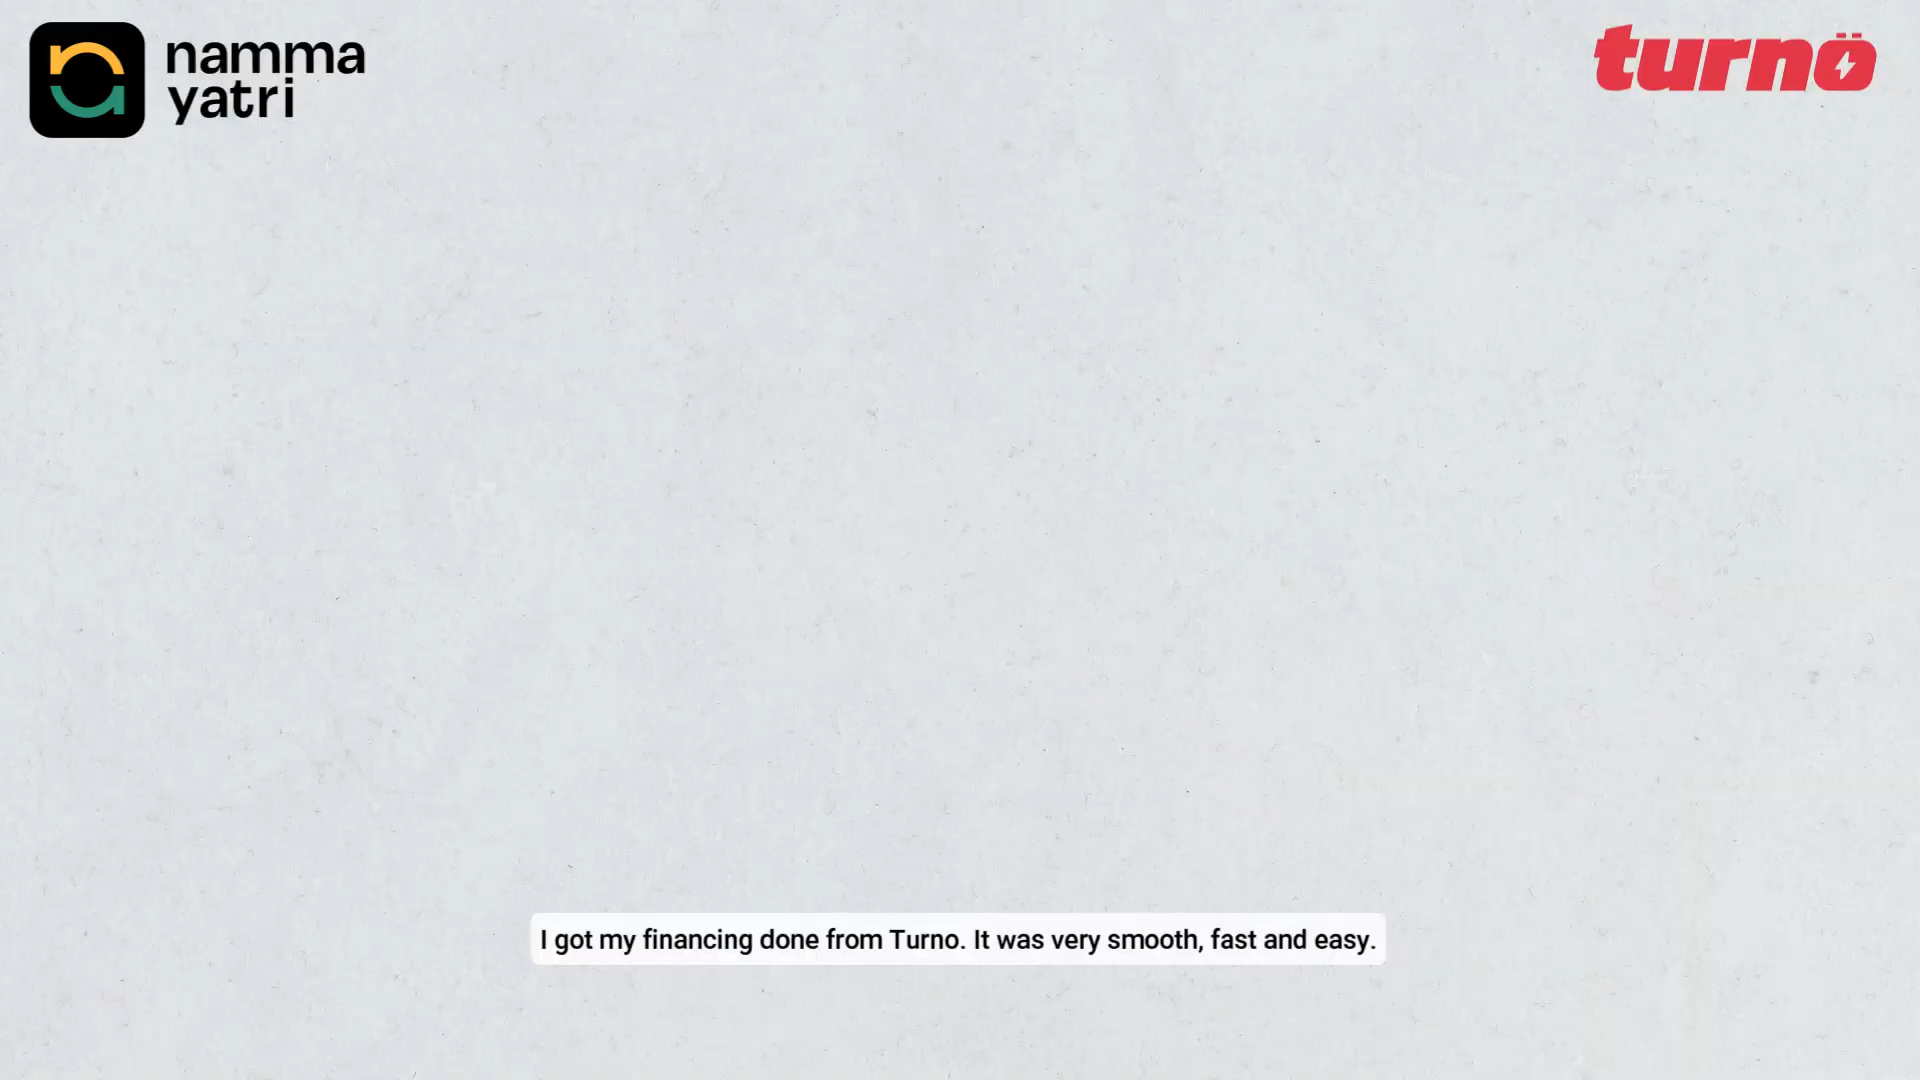 namma
yatri
turnö
I got my financing done from Turno. It was very smooth, fast and easy.